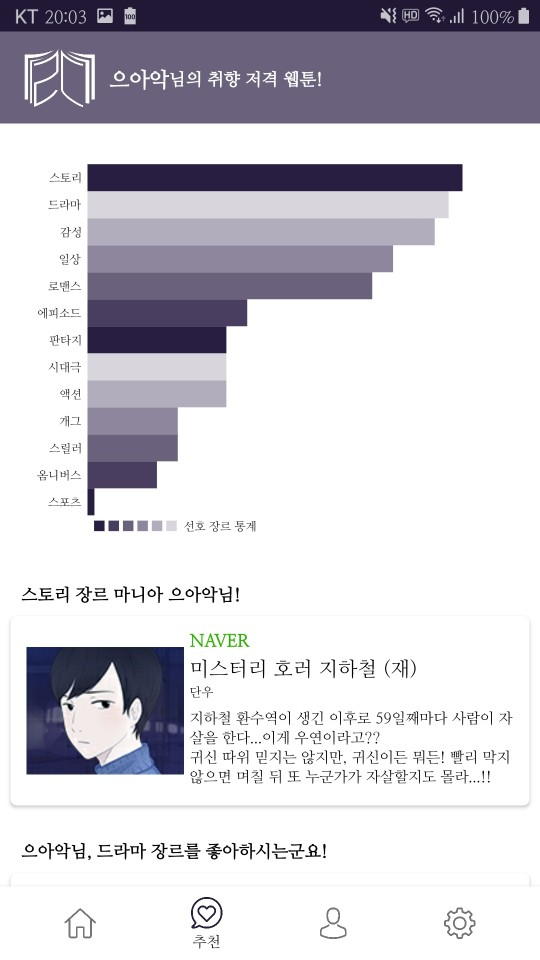 KT 20:03 100 HD 100%
으아악님의 취향 저격 웹툰!
스토리
드라마
감성
일상
로맨스
에피소드
판타지
시대극
액션
개그
스릴러
옴니버스
스포츠
선호 장르 통계
스토리 장르 마니아 으아악님!
NAVER
미스터리 호러 지하철 (재)
단우
지하철 환수역이 생긴 이후로 59일째마다 사람이 자
살을 한다...이게 우연이라고??
귀신 따위 믿지는 않지만, 귀신이든 뭐든! 빨리 막지
않으면 며칠 뒤 또 누군가가 자살할지도 몰라...!!
으아악님, 드라마 장르를 좋아하시는군요!
추천